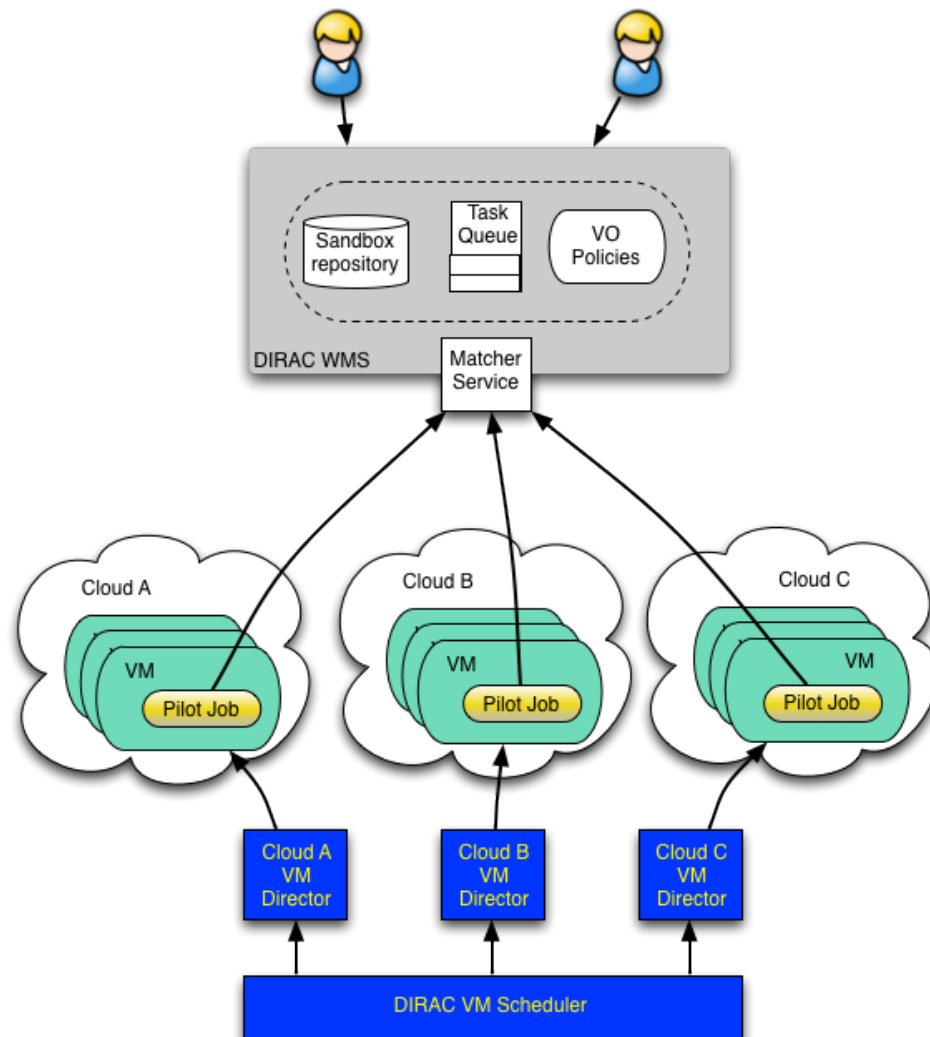 Sandbox
repository
Task
Queue
VO
Policies
DIRAC WMS
Matcher
Service
Cloud A
VM
Pilot Job
Cloud B
VM
Pilot Job
Cloud C
VM
Pilot Job
Cloud A
VM
Director
Cloud B
VM
Director
Cloud C
VM
Director
DIRAC VM Scheduler